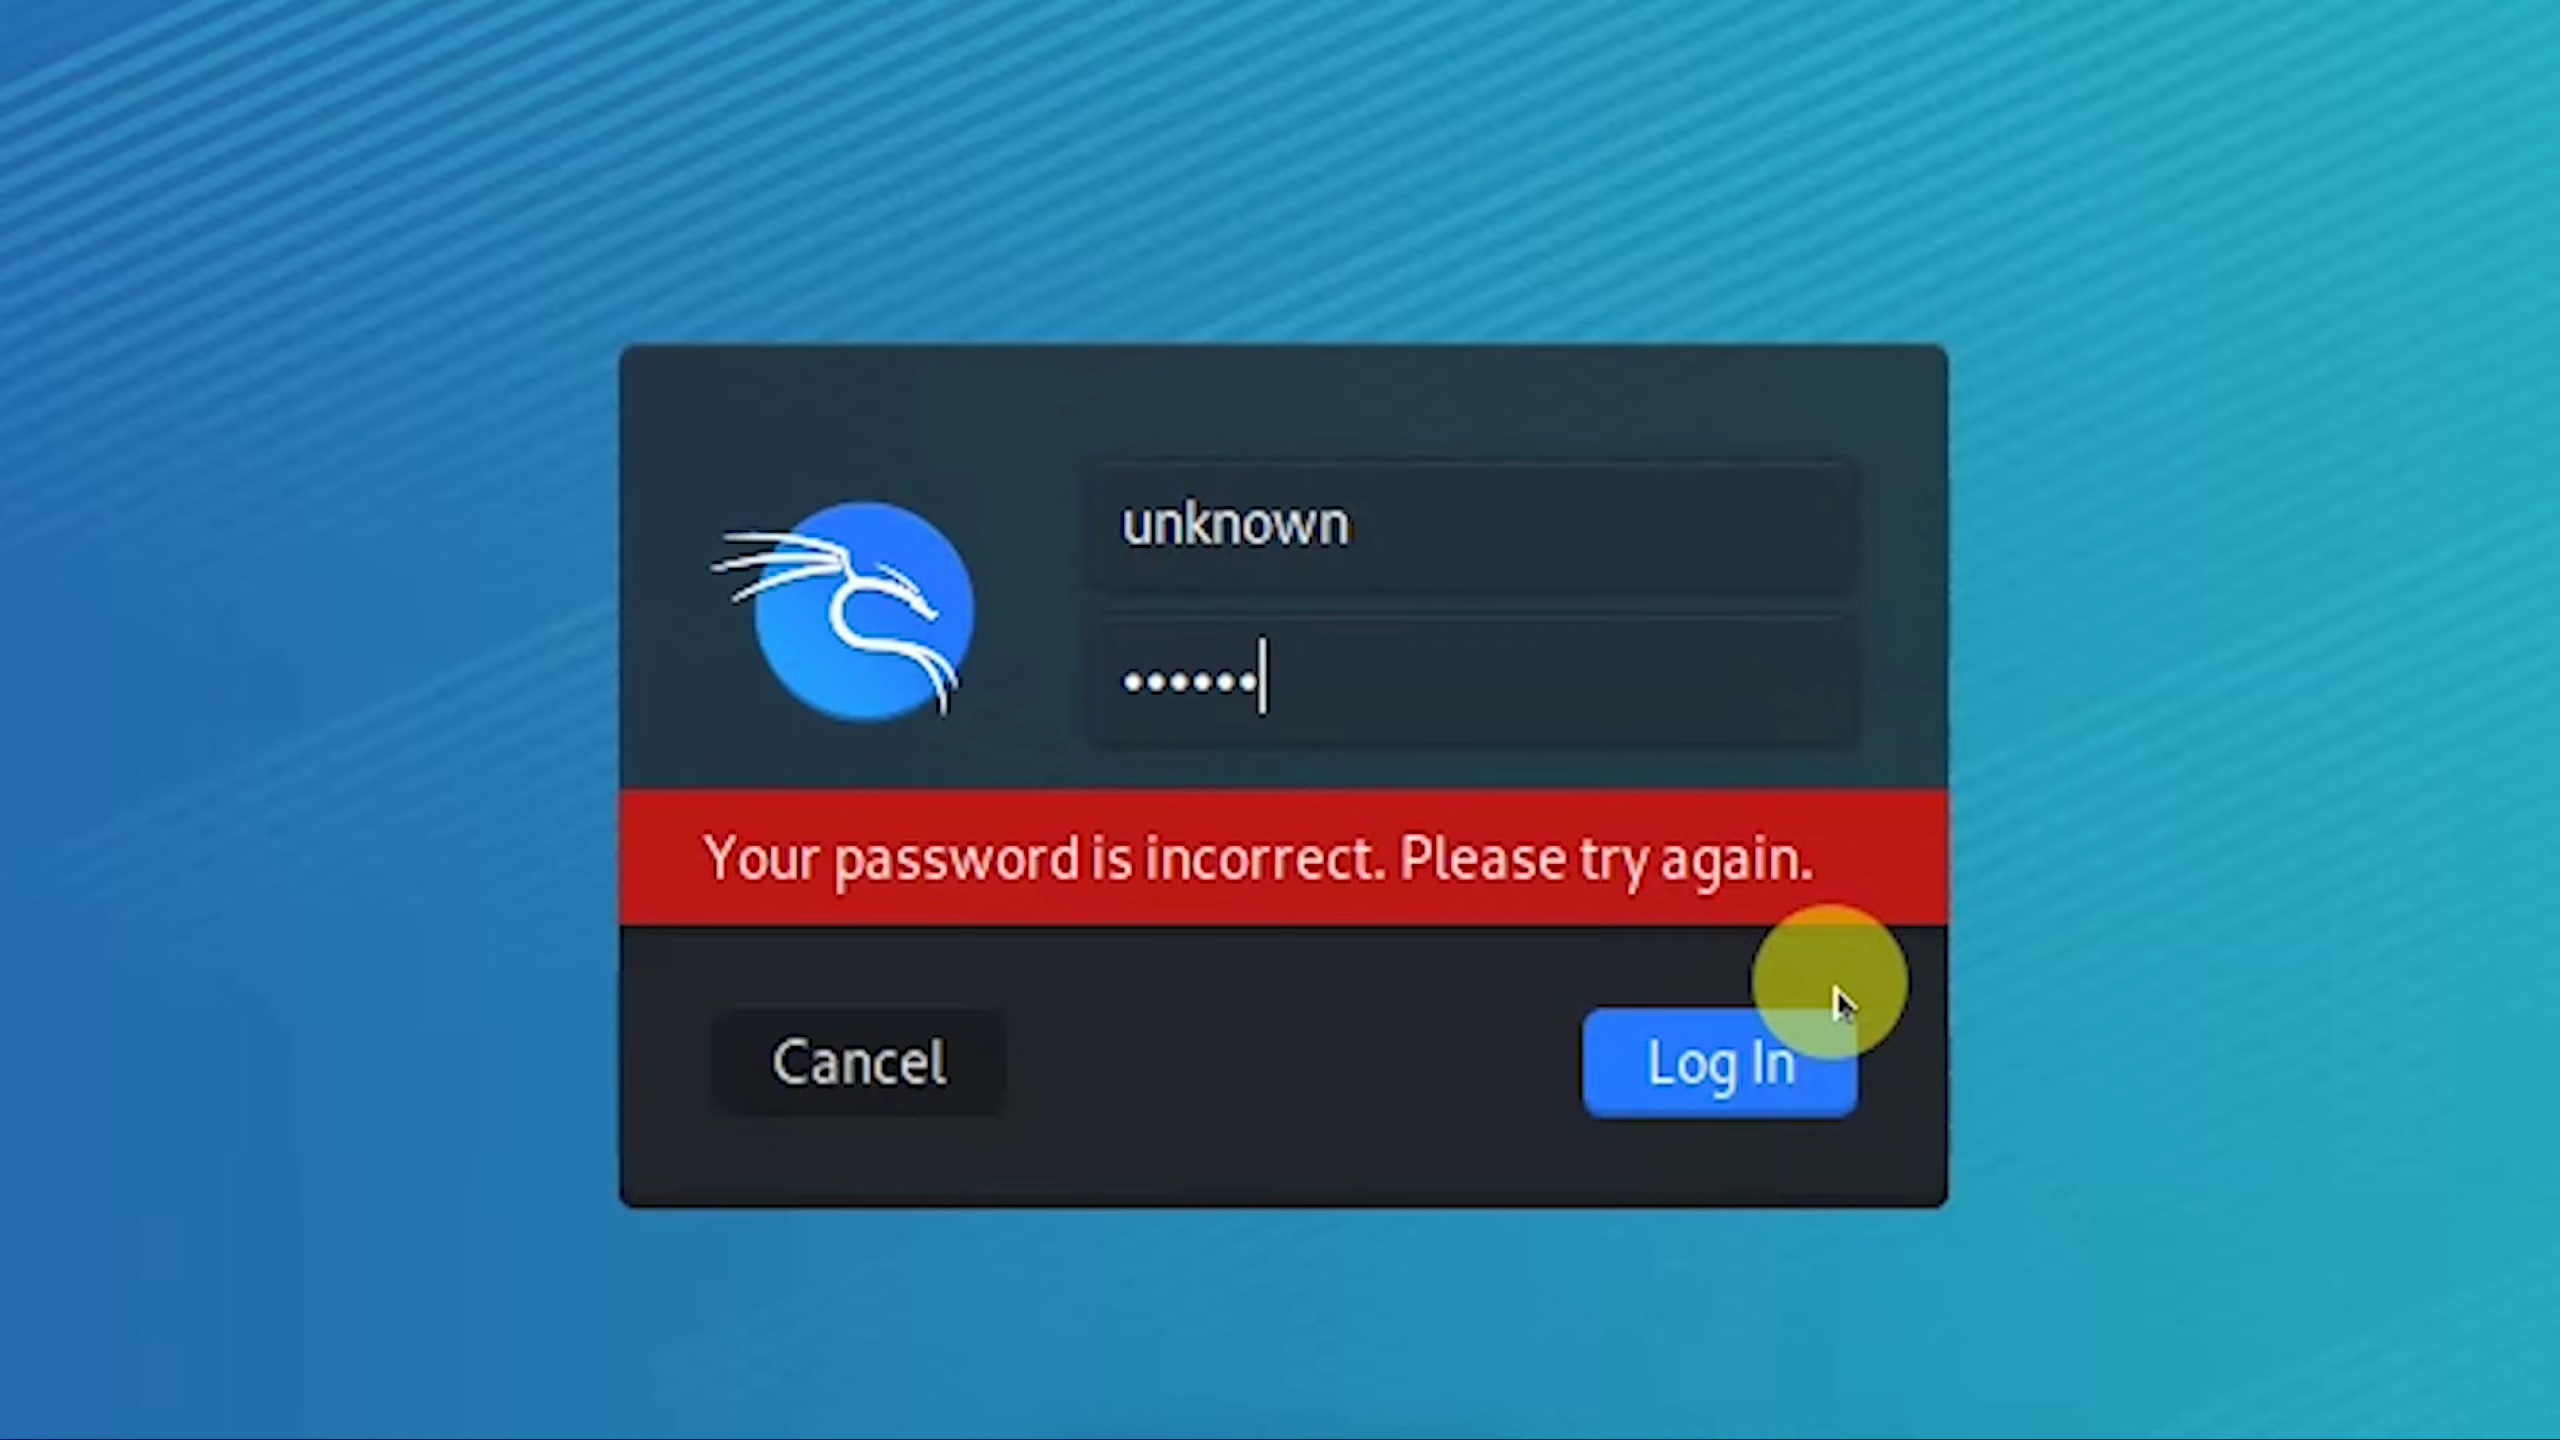 unknown
••••••
Your password is incorrect. Please try again.
Cancel
Log In